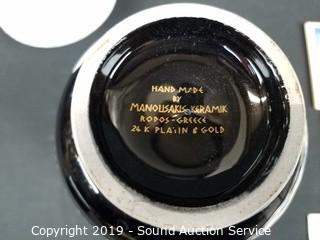 HAND MADE
BY
MANOUSAKIS KERAMIK
RODOS-GREECE
24 K PLATIN & GOLD
Copyright 2019 - Sound Auction Service